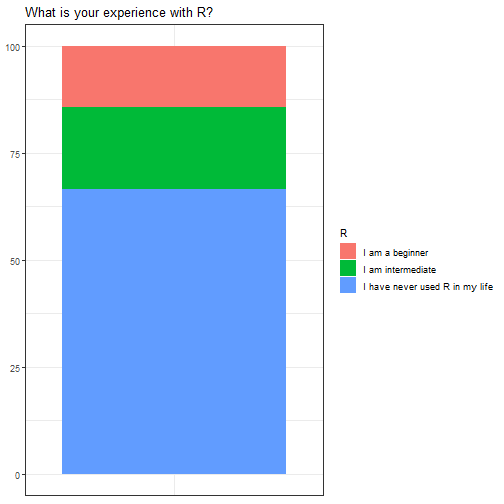 What is your experience with R?
100
75
50
25
0
R
I am a beginner
I am intermediate
I have never used R in my life